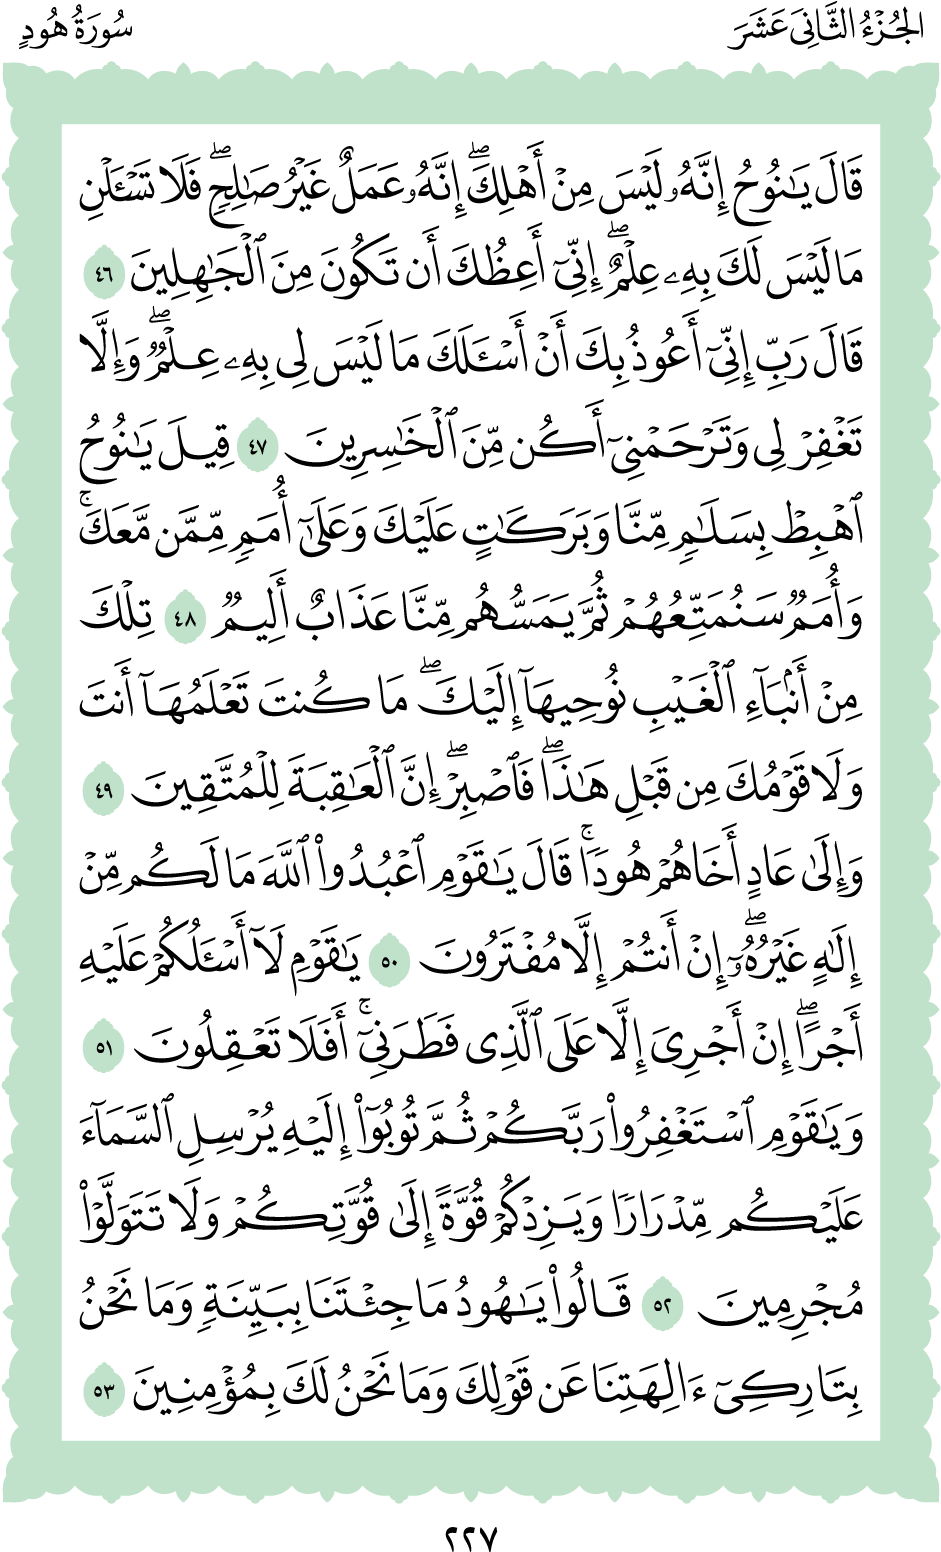 الجُزْءُ الثَّانِيَ عَشَرَ
سُورَةُ هُودٍ
قَالَ يَٰنُوحُ إِنَّهُۥ لَيْسَ مِنْ أَهْلِكَۖ إِنَّهُۥ عَمَلٌ غَيْرُ صَٰلِحٖۖ فَلَا تَسْـَٔلْنِ
مَا لَيْسَ لَكَ بِهِۦ عِلْمٌۖ إِنِّيٓ أَعِظُكَ أَن تَكُونَ مِنَ ٱلْجَٰهِلِينَ ٤٦
قَالَ رَبِّ إِنِّيٓ أَعُوذُ بِكَ أَنْ أَسْـَٔلَكَ مَا لَيْسَ لِي بِهِۦ عِلْمٞۖ وَإِلَّا
تَغْفِرْ لِي وَتَرْحَمْنِيٓ أَكُن مِّنَ ٱلْخَٰسِرِينَ ٤٧ قِيلَ يَٰنُوحُ
ٱهْبِطْ بِسَلَٰمٖ مِّنَّا وَبَرَكَٰتٍ عَلَيْكَ وَعَلَىٰٓ أُمَمٖ مِّمَّن مَّعَكَۚ
وَأُمَمٞ سَنُمَتِّعُهُمْ ثُمَّ يَمَسُّهُم مِّنَّا عَذَابٌ أَلِيمٞ ٤٨ تِلْكَ
مِنْ أَنۢبَآءِ ٱلْغَيْبِ نُوحِيهَآ إِلَيْكَۖ مَا كُنتَ تَعْلَمُهَآ أَنتَ
وَلَا قَوْمُكَ مِن قَبْلِ هَٰذَاۖ فَٱصْبِرْۖ إِنَّ ٱلْعَٰقِبَةَ لِلْمُتَّقِينَ ٤٩
وَإِلَىٰ عَادٍ أَخَاهُمْ هُودٗاۚ قَالَ يَٰقَوْمِ ٱعْبُدُوا۟ ٱللَّهَ مَا لَكُم مِّنْ
إِلَٰهٍ غَيْرُهُۥٓۖ إِنْ أَنتُمْ إِلَّا مُفْتَرُونَ ٥٠ يَٰقَوْمِ لَآ أَسْـَٔلُكُمْ عَلَيْهِ
أَجْرًاۖ إِنْ أَجْرِيَ إِلَّا عَلَى ٱلَّذِي فَطَرَنِيٓۚ أَفَلَا تَعْقِلُونَ ٥١
وَيَٰقَوْمِ ٱسْتَغْفِرُوا۟ رَبَّكُمْ ثُمَّ تُوبُوٓا۟ إِلَيْهِ يُرْسِلِ ٱلسَّمَآءَ
عَلَيْكُم مِّدْرَارٗا وَيَزِدْكُمْ قُوَّةً إِلَىٰ قُوَّتِكُمْ وَلَا تَتَوَلَّوْا۟
مُجْرِمِينَ ٥٢ قَالُوا۟ يَٰهُودُ مَا جِئْتَنَا بِبَيِّنَةٖ وَمَا نَحْنُ
بِتَارِكِيٓ ءَالِهَتِنَا عَن قَوْلِكَ وَمَا نَحْنُ لَكَ بِمُؤْمِنِينَ ٥٣
٢٢٧